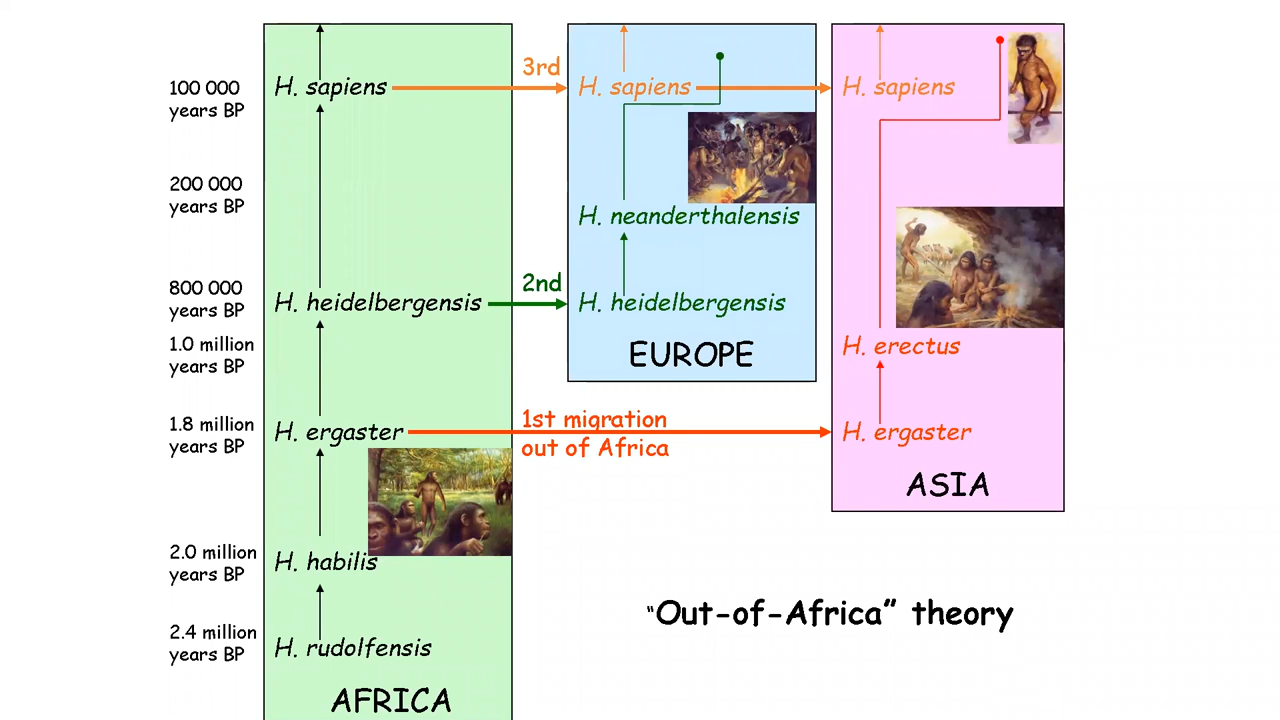 100 000
years BP
200 000
years BP
800 000
years BP
1.0 million
years BP
1.8 million
years BP
2.0 million
years BP
2.4 million
years BP
H. sapiens
H. heidelbergensis
H. ergaster
H. habilis
H. rudolfensis
AFRICA
3rd
2nd
1st migration
out of Africa
H. sapiens
H. neanderthalensis
H. heidelbergensis
EUROPE
H. sapiens
H. erectus
H. ergaster
ASIA
“Out-of-Africa” theory